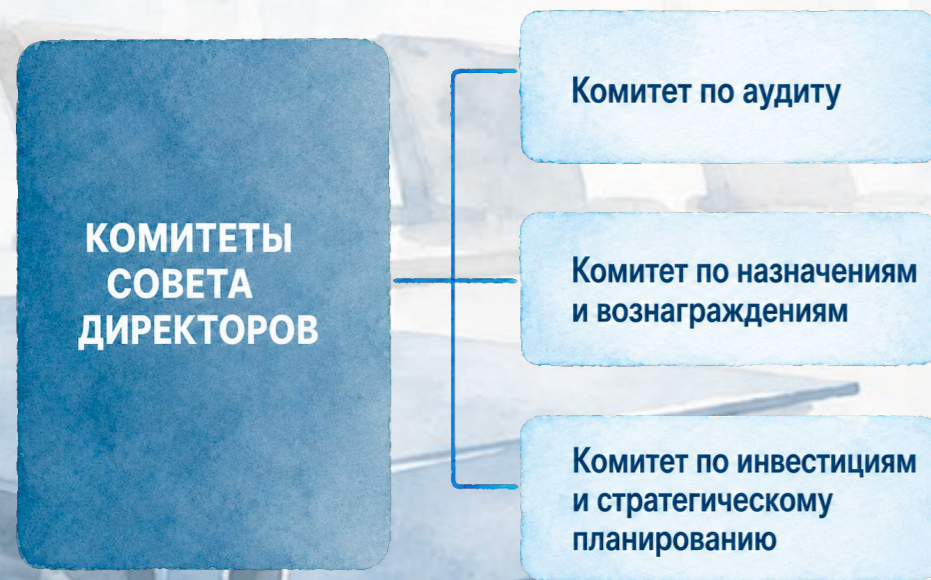 КОМИТЕТЫ
СОВЕТА
ДИРЕКТОРОВ
Комитет по аудиту
Комитет по назначениям
и вознаграждениям
Комитет по инвестициям
и стратегическому
планированию